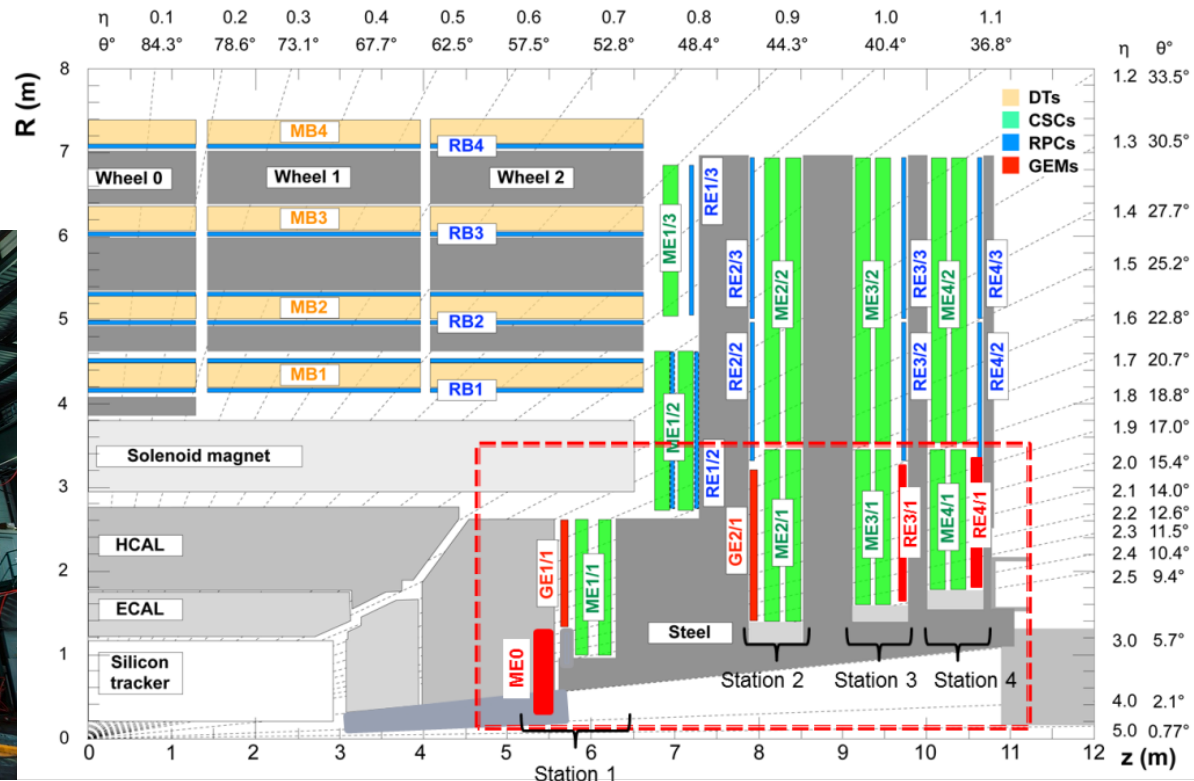 η 0.1 0.2 0.3 0.4 0.5 0.6 0.7 0.8 0.9 1.0 1.1
θ° 84.3° 78.6° 73.1° 67.7° 62.5° 57.5° 52.8° 48.4° 44.3° 40.4° 36.8° η θ°
R (m)
8
7
6
5
4
3
2
1
0
1.2 33.5°
1.3 30.5°
1.4 27.7°
1.5 25.2°
1.6 22.8°
1.7 20.7°
1.8 18.8°
1.9 17.0°
2.0 15.4°
2.1 14.0°
2.2 12.6°
2.3 11.5°
2.4 10.4°
2.5 9.4°
3.0 5.7°
4.0 2.1°
5.0 0.77°
DTs
CSCs
RPCs
GEMs
MB4
RB4
Wheel 0 Wheel 1 Wheel 2
MB3
RB3
MB2
RB2
MB1
RB1
Solenoid magnet
HCAL
ECAL
Silicon
tracker
Steel
ME1/3
RE1/3
ME1/2
RE1/2
RE2/3
RE2/2
ME2/2
ME3/2
RE3/3
RE3/2
ME4/2
RE4/3
RE4/2
GE1/1
ME1/1
ME0
GE2/1
ME2/1
ME3/1
RE3/1
ME4/1
RE4/1
Station 2 Station 3 Station 4
0 1 2 3 4 5 6 7 8 9 10 11 12
z (m)
Station 1